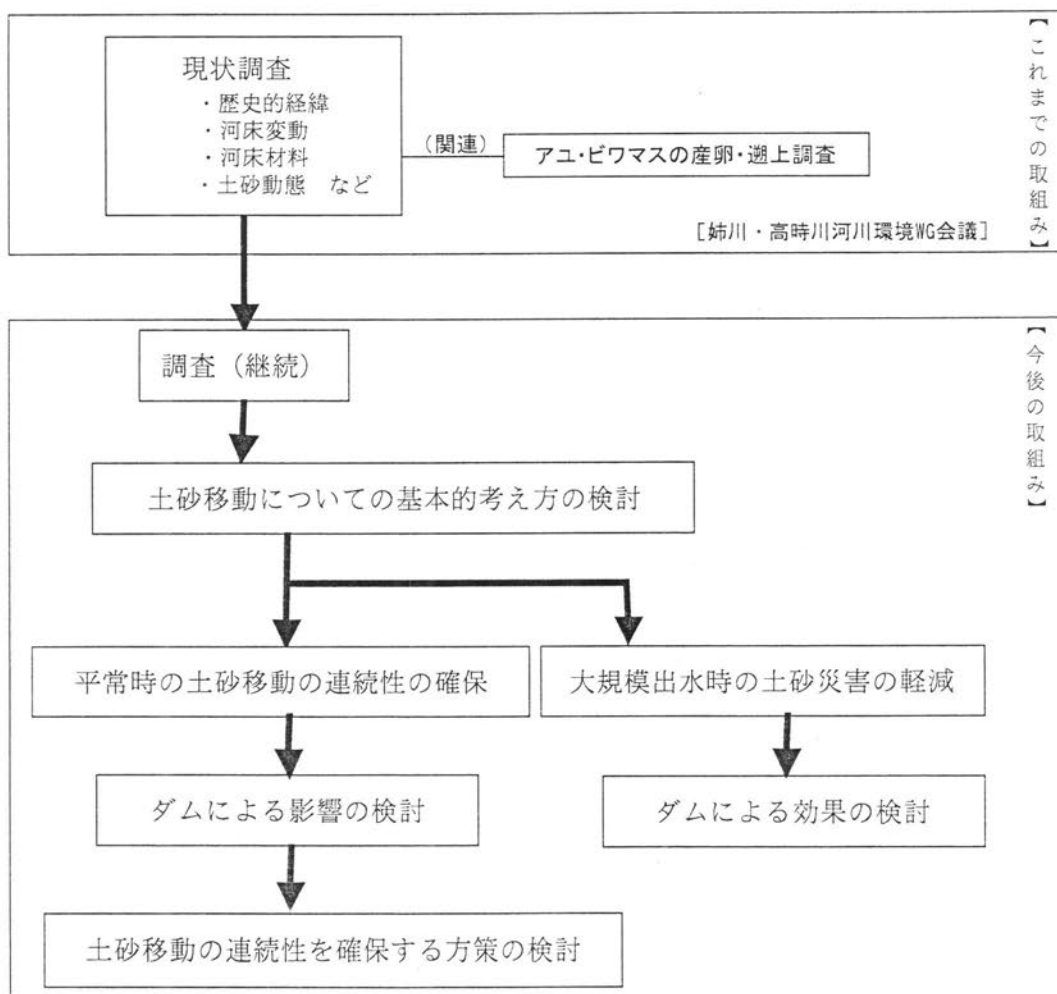 【これまでの取組み】
現状調査
・歴史的経緯
・河床変動
・河床材料
・土砂動態 など
(関連)
アユ・ビワマスの産卵・遡上調査
[姉川・高時川河川環境WG会議]
【今後の取組み】
調査（継続）
土砂移動についての基本的考え方の検討
平常時の土砂移動の連続性の確保
大規模出水時の土砂災害の軽減
ダムによる影響の検討
ダムによる効果の検討
土砂移動の連続性を確保する方策の検討